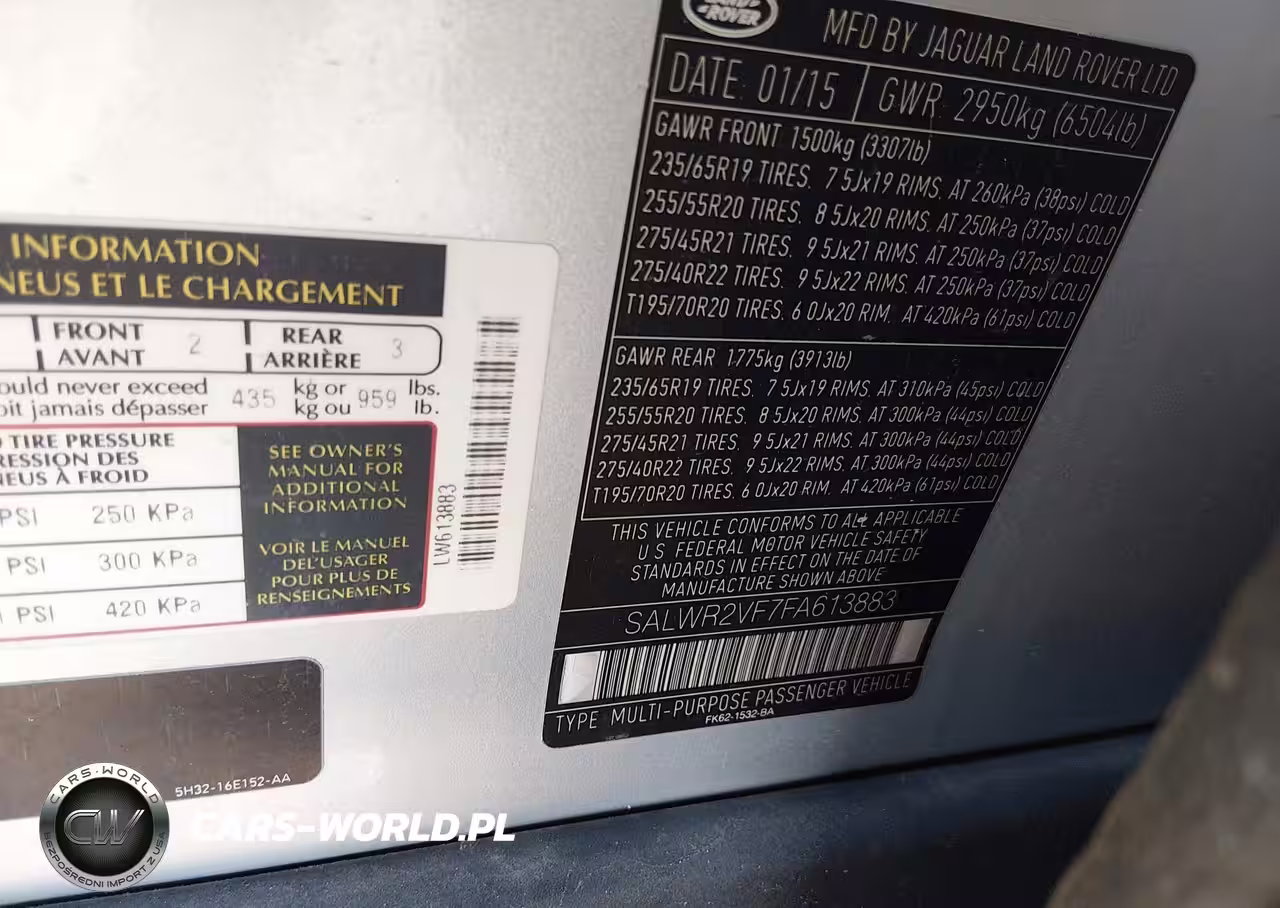 INFORMATION
NEUS ET LE CHARGEMENT
FRONT 2 REAR 3
AVANT ARRIÈRE
ould never exceed 435 kg or 959 lbs.
oit jamais dépasser kg ou lb.
TIRE PRESSURE
RESSION DES
NEUS À FROID
PSI 250 KPa
PSI 300 KPa
PSI 420 KPa
SEE OWNER'S
MANUAL FOR
ADDITIONAL
INFORMATION
VOIR LE MANUEL
DEL'USAGER
POUR PLUS DE
RENSEIGNEMENTS
LW613883
5H32-16E152-AA
ROVER
MFD BY JAGUAR LAND ROVER LTD
DATE: 01/15 GWR: 2950kg (6504lb)
GAWR FRONT 1500kg (3307lb)
235/65R19 TIRES. 7 5Jx19 RIMS. AT 260kPa (38psi) COLD
255/55R20 TIRES. 8 5Jx20 RIMS. AT 250kPa (37psi) COLD
275/45R21 TIRES. 9 5Jx21 RIMS. AT 250kPa (37psi) COLD
275/40R22 TIRES. 9 5Jx22 RIMS. AT 250kPa (37psi) COLD
T195/70R20 TIRES. 6 0Jx20 RIM. AT 420kPa (61psi) COLD
GAWR REAR 1775kg (3913lb)
235/65R19 TIRES. 7 5Jx19 RIMS. AT 310kPa (45psi) COLD
255/55R20 TIRES. 8 5Jx20 RIMS. AT 300kPa (44psi) COLD
275/45R21 TIRES. 9 5Jx21 RIMS. AT 300kPa (44psi) COLD
275/40R22 TIRES. 9 5Jx22 RIMS. AT 300kPa (44psi) COLD
T195/70R20 TIRES. 6 0Jx20 RIM. AT 420kPa (61psi) COLD
THIS VEHICLE CONFORMS TO ALL APPLICABLE
U S FEDERAL MOTOR VEHICLE SAFETY
STANDARDS IN EFFECT ON THE DATE OF
MANUFACTURE SHOWN ABOVE
SALWR2VF7FA613883
TYPE MULTI-PURPOSE PASSENGER VEHICLE
FK62-1532-BA
CARS-WORLD
CW
BEZPOŚREDNI IMPORT Z USA
CARS-WORLD.PL